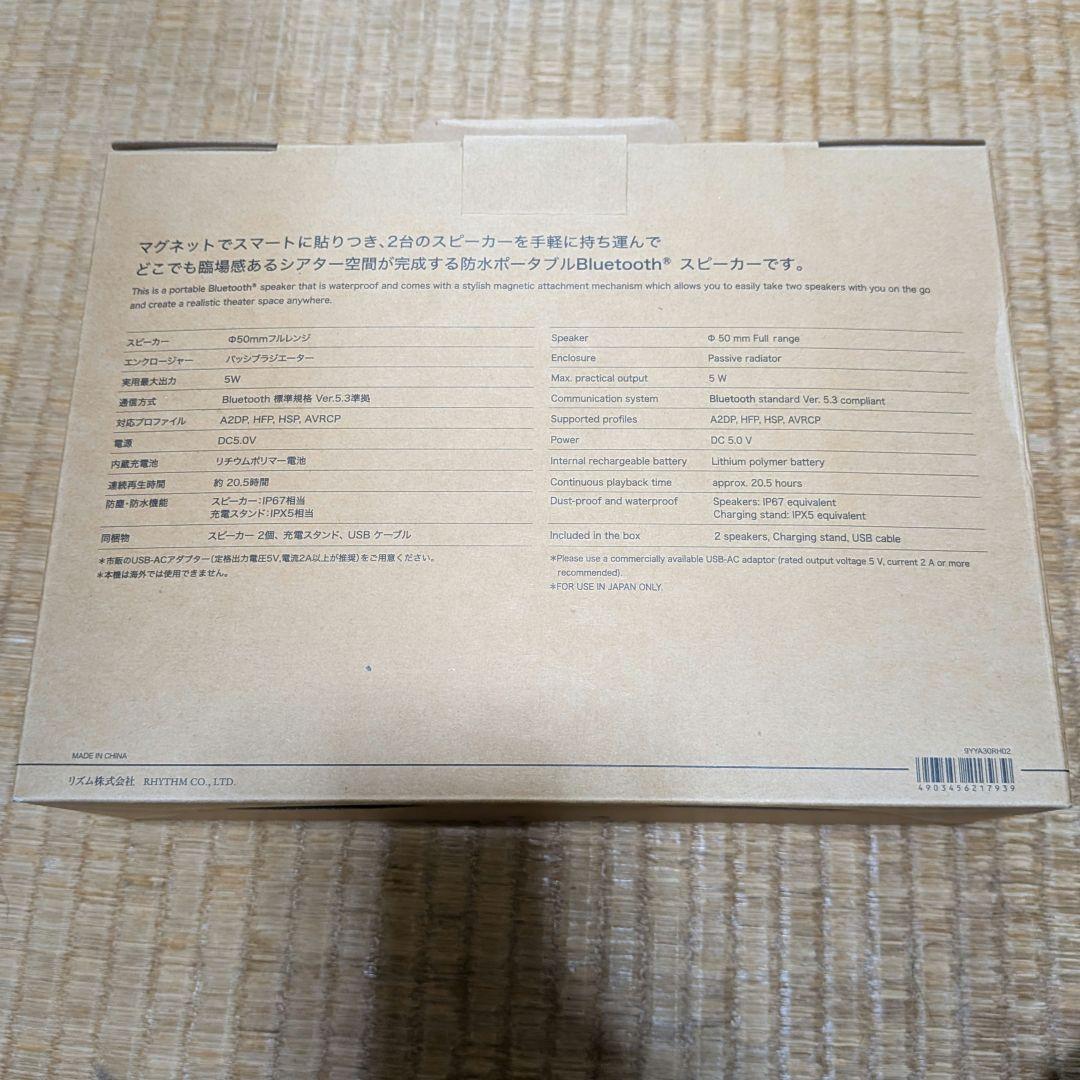 マグネットでスマートに貼りつき、2台のスピーカーを手軽に持ち運んで
どこでも臨場感あるシアター空間が完成する防水ポータブルBluetooth® スピーカーです。
This is a portable Bluetooth® speaker that is waterproof and comes with a stylish magnetic attachment mechanism which allows you to easily take two speakers with you on the go
and create a realistic theater space anywhere.
スピーカー Φ50mmフルレンジ
エンクロージャー パッシブラジエーター
実用最大出力 5W
通信方式 Bluetooth 標準規格 Ver.5.3準拠
対応プロファイル A2DP, HFP, HSP, AVRCP
電源 DC5.0V
内蔵充電池 リチウムポリマー電池
連続再生時間 約 20.5時間
防塵・防水機能 スピーカー：IP67相当
充電スタンド：IPX5相当
同梱物 スピーカー 2個、充電スタンド、USB ケーブル
＊市販のUSB-ACアダプター（定格出力電圧5V,電流2A以上が推奨）をご用意ください。
＊本機は海外では使用できません。
Speaker Φ 50 mm Full range
Enclosure Passive radiator
Max. practical output 5 W
Communication system Bluetooth standard Ver. 5.3 compliant
Supported profiles A2DP, HFP, HSP, AVRCP
Power DC 5.0 V
Internal rechargeable battery Lithium polymer battery
Continuous playback time approx. 20.5 hours
Dust-proof and waterproof Speakers: IP67 equivalent
Charging stand: IPX5 equivalent
Included in the box 2 speakers, Charging stand, USB cable
＊Please use a commercially available USB-AC adaptor (rated output voltage 5 V, current 2 A or more
recommended).
＊FOR USE IN JAPAN ONLY.
MADE IN CHINA
リズム株式会社 RHYTHM CO., LTD.
9YYA30RH02
4903456217939